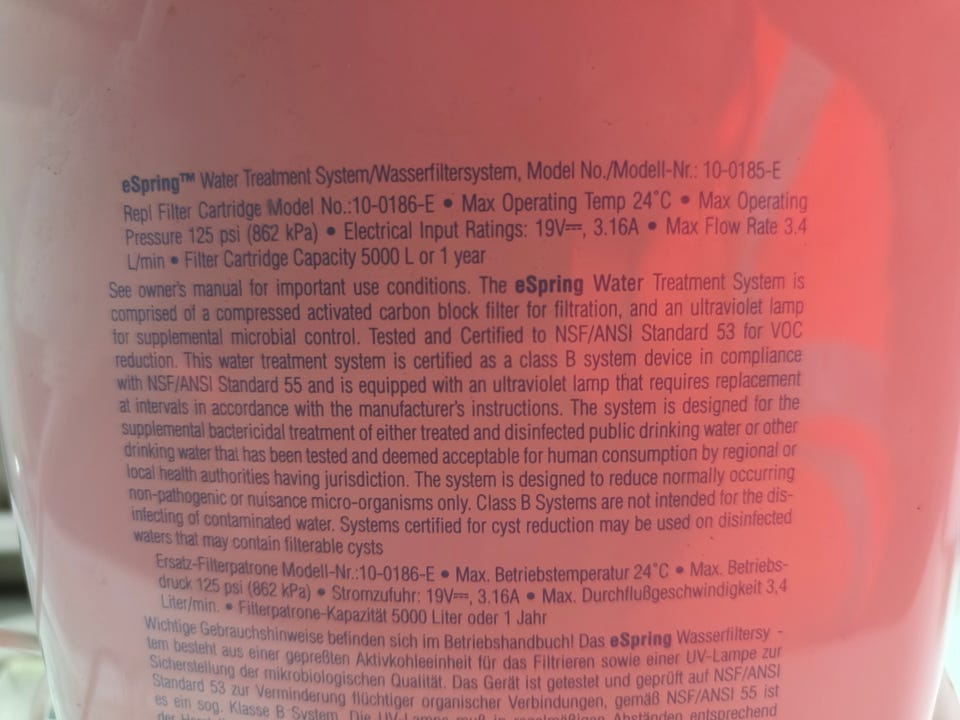 eSpring™ Water Treatment System/Wasserfiltersystem, Model No./Modell-Nr.: 10-0185-E
Repl Filter Cartridge Model No.:10-0186-E • Max Operating Temp 24°C • Max Operating
Pressure 125 psi (862 kPa) • Electrical Input Ratings: 19V⎓, 3.16A • Max Flow Rate 3.4
L/min • Filter Cartridge Capacity 5000 L or 1 year
See owner's manual for important use conditions. The eSpring Water Treatment System is
comprised of a compressed activated carbon block filter for filtration, and an ultraviolet lamp
for supplemental microbial control. Tested and Certified to NSF/ANSI Standard 53 for VOC
reduction. This water treatment system is certified as a class B system device in compliance
with NSF/ANSI Standard 55 and is equipped with an ultraviolet lamp that requires replacement
at intervals in accordance with the manufacturer's instructions. The system is designed for the
supplemental bactericidal treatment of either treated and disinfected public drinking water or other
drinking water that has been tested and deemed acceptable for human consumption by regional or
local health authorities having jurisdiction. The system is designed to reduce normally occurring
non-pathogenic or nuisance micro-organisms only. Class B Systems are not intended for the dis-
infecting of contaminated water. Systems certified for cyst reduction may be used on disinfected
waters that may contain filterable cysts
Ersatz-Filterpatrone Modell-Nr.:10-0186-E • Max. Betriebstemperatur 24°C • Max. Betriebs-
druck 125 psi (862 kPa) • Stromzufuhr: 19V⎓, 3.16A • Max. Durchflußgeschwindigkeit 3,4
Liter/min. • Filterpatrone-Kapazität 5000 Liter oder 1 Jahr
Wichtige Gebrauchshinweise befinden sich im Betriebshandbuch! Das eSpring Wasserfiltersy -
tem besteht aus einer gepreßten Aktivkohleeinheit für das Filtrieren sowie einer UV-Lampe zur
Sicherstellung der mikrobiologischen Qualität. Das Gerät ist getestet und geprüft auf NSF/ANSI
Standard 53 zur Verminderung flüchtiger organischer Verbindungen, gemäß NSF/ANSI 55 ist
es ein sog. Klasse B System. Die UV-Lampe muß in regelmäßigen Abständen entsprechend
der